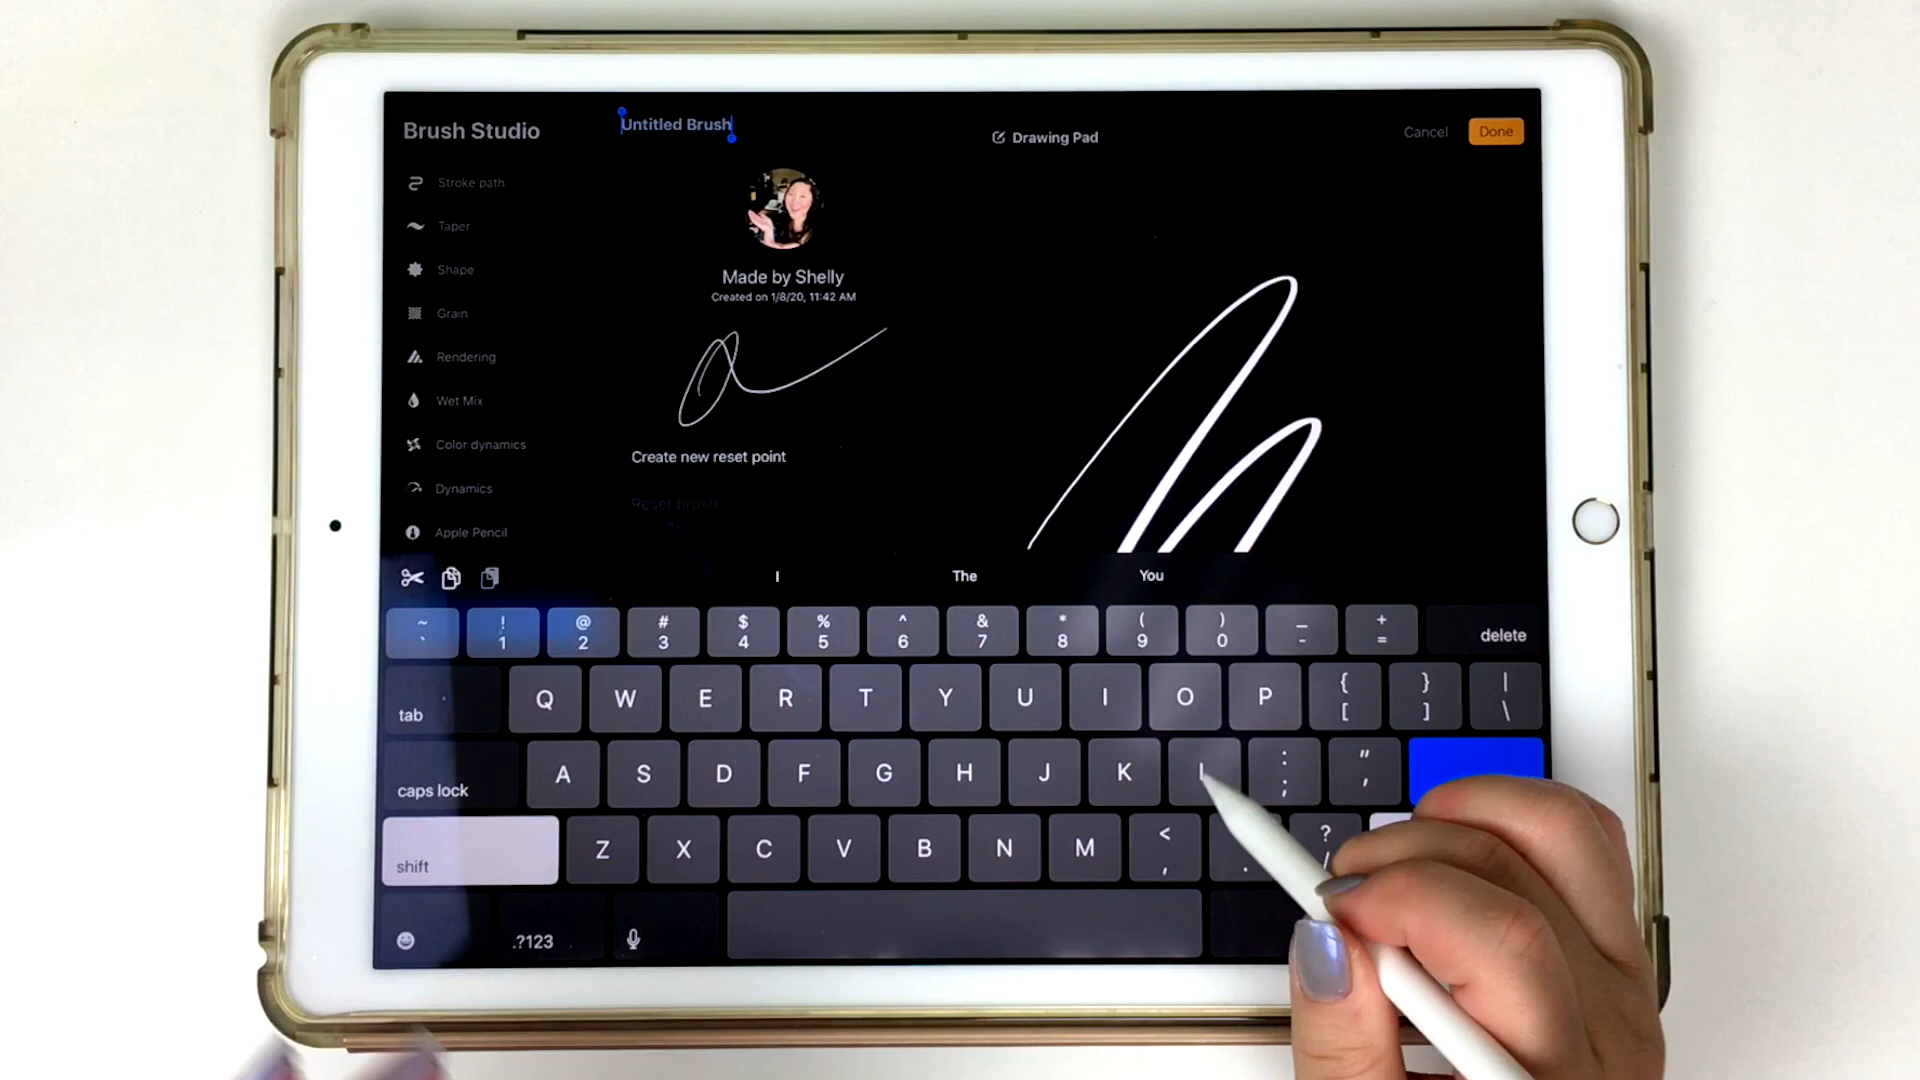 Brush Studio
Untitled Brush
Drawing Pad
Cancel
Done
Stroke path
Taper
Shape
Grain
Rendering
Wet Mix
Color dynamics
Dynamics
Apple Pencil
Made by Shelly
Created on 1/8/20, 11:42 AM
a
Create new reset point
Reset brush
I The You
~ ! @ # $ % ^ & * ( ) _ +
` 1 2 3 4 5 6 7 8 9 0 - = delete
tab Q W E R T Y U I O P { } |
[ ] \
caps lock A S D F G H J K L : "
; '
shift Z X C V B N M < ?
, . /
.?123